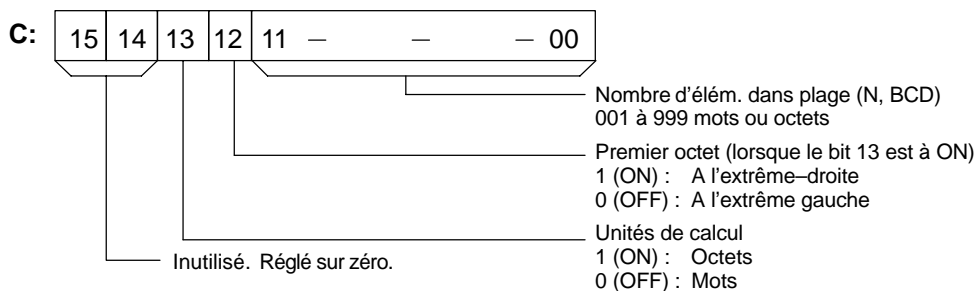 C: 15 14 13 12 11 — — — 00
Nombre d'élém. dans plage (N, BCD)
001 à 999 mots ou octets
Premier octet (lorsque le bit 13 est à ON)
1 (ON) : A l'extrême–droite
0 (OFF) : A l'extrême gauche
Unités de calcul
1 (ON) : Octets
0 (OFF) : Mots
Inutilisé. Réglé sur zéro.